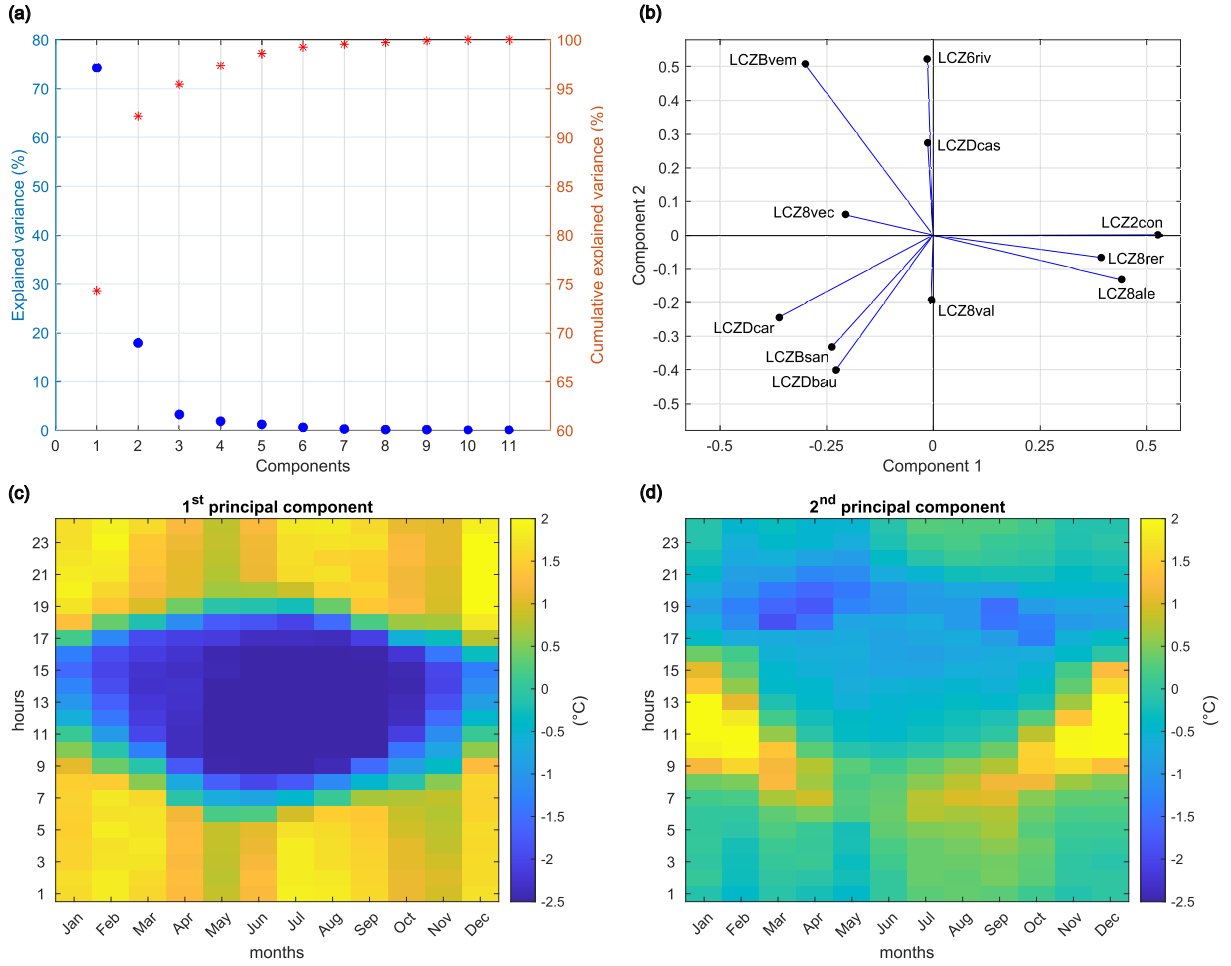 (a)
80
70
60
50
40
30
20
10
0
Explained variance (%)
100
95
90
85
80
75
70
65
60
Cumulative explained variance (%)
0 1 2 3 4 5 6 7 8 9 10 11
Components
(b)
0.5
0.4
0.3
0.2
0.1
0
-0.1
-0.2
-0.3
-0.4
-0.5
Component 2
LCZBvem
LCZ6riv
LCZDcas
LCZ8vec
LCZ2con
LCZ8rer
LCZ8ale
LCZ8val
LCZDcar
LCZBsan
LCZDbau
-0.5 -0.25 0 0.25 0.5
Component 1
(c)
1st principal component
23
21
19
17
15
13
11
9
7
5
3
1
hours
Jan Feb Mar Apr May Jun Jul Aug Sep Oct Nov Dec
months
2
1.5
1
0.5
0
-0.5
-1
-1.5
-2
-2.5
(°C)
(d)
2nd principal component
23
21
19
17
15
13
11
9
7
5
3
1
hours
Jan Feb Mar Apr May Jun Jul Aug Sep Oct Nov Dec
months
2
1.5
1
0.5
0
-0.5
-1
-1.5
-2
-2.5
(°C)